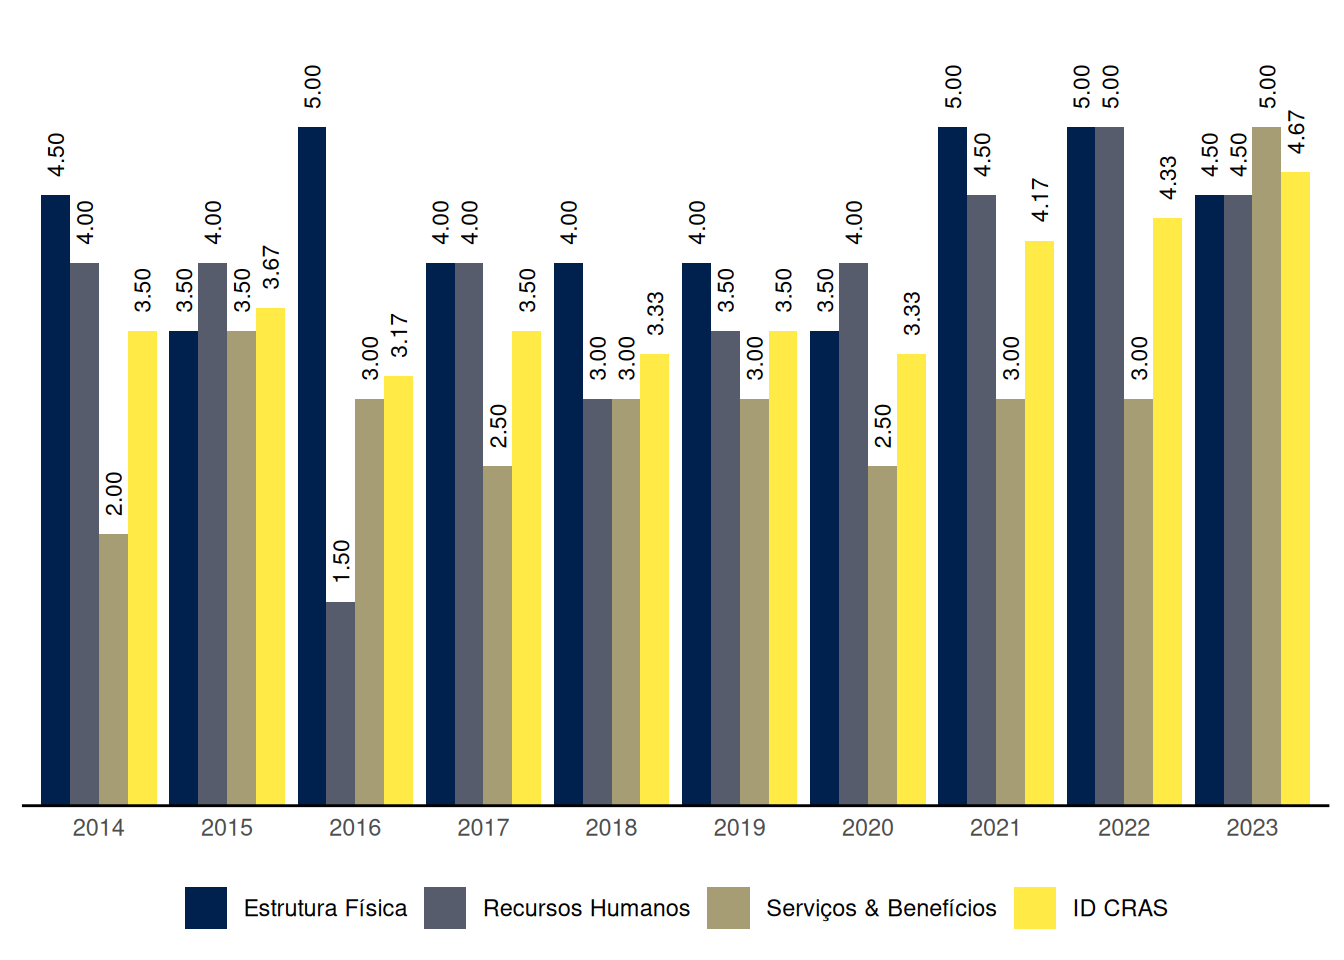 4.50 4.00 2.00 3.50 3.50 4.00 3.50 3.67 5.00 1.50 3.00 3.17 4.00 4.00 2.50 3.50 4.00 3.00 3.00 3.33 4.00 3.50 3.00 3.50 3.50 4.00 2.50 3.33 5.00 4.50 3.00 4.17 5.00 5.00 3.00 4.33 4.50 4.50 5.00 4.67
2014 2015 2016 2017 2018 2019 2020 2021 2022 2023
Estrutura Física Recursos Humanos Serviços & Benefícios ID CRAS